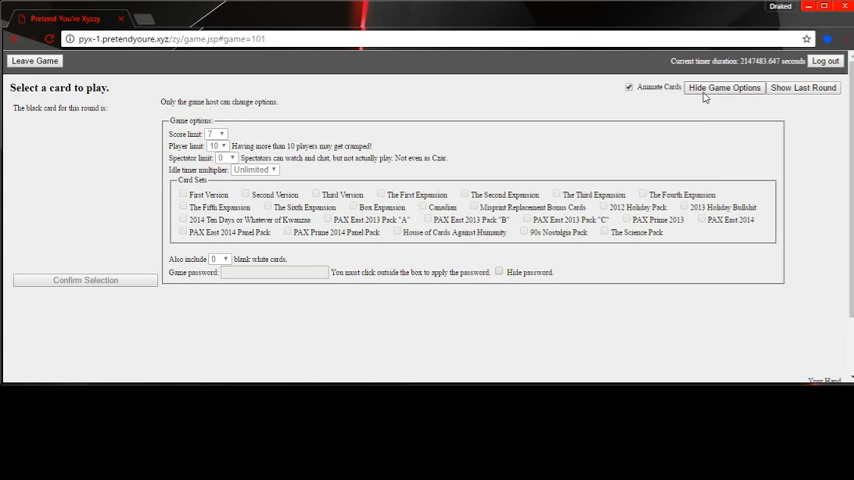 Draked
Pretend You're Xyzzy
pyx-1.pretendyoure.xyz/zy/game.jsp#game=101
Leave Game
Current timer duration: 2147483.647 seconds
Log out
Select a card to play.
Animate Cards
Hide Game Options
Show Last Round
The black card for this round is:
Only the game host can change options.
Game options:
Score limit: 7
Player limit: 10 Having more than 10 players may get cramped!
Spectator limit: 0 Spectators can watch and chat, but not actually play. Not even as Czar.
Idle timer multiplier: Unlimited
Card Sets
First Version Second Version Third Version The First Expansion The Second Expansion The Third Expansion The Fourth Expansion
The Fifth Expansion The Sixth Expansion Box Expansion Canadian Misprint Replacement Bonus Cards 2012 Holiday Pack 2013 Holiday Bullshit
2014 Ten Days or Whatever of Kwanzaa PAX East 2013 Pack "A" PAX East 2013 Pack "B" PAX East 2013 Pack "C" PAX Prime 2013 PAX East 2014
PAX East 2014 Panel Pack PAX Prime 2014 Panel Pack House of Cards Against Humanity 90s Nostalgia Pack The Science Pack
Also include 0 blank white cards.
Game password: You must click outside the box to apply the password. Hide password.
Confirm Selection
Your Hand